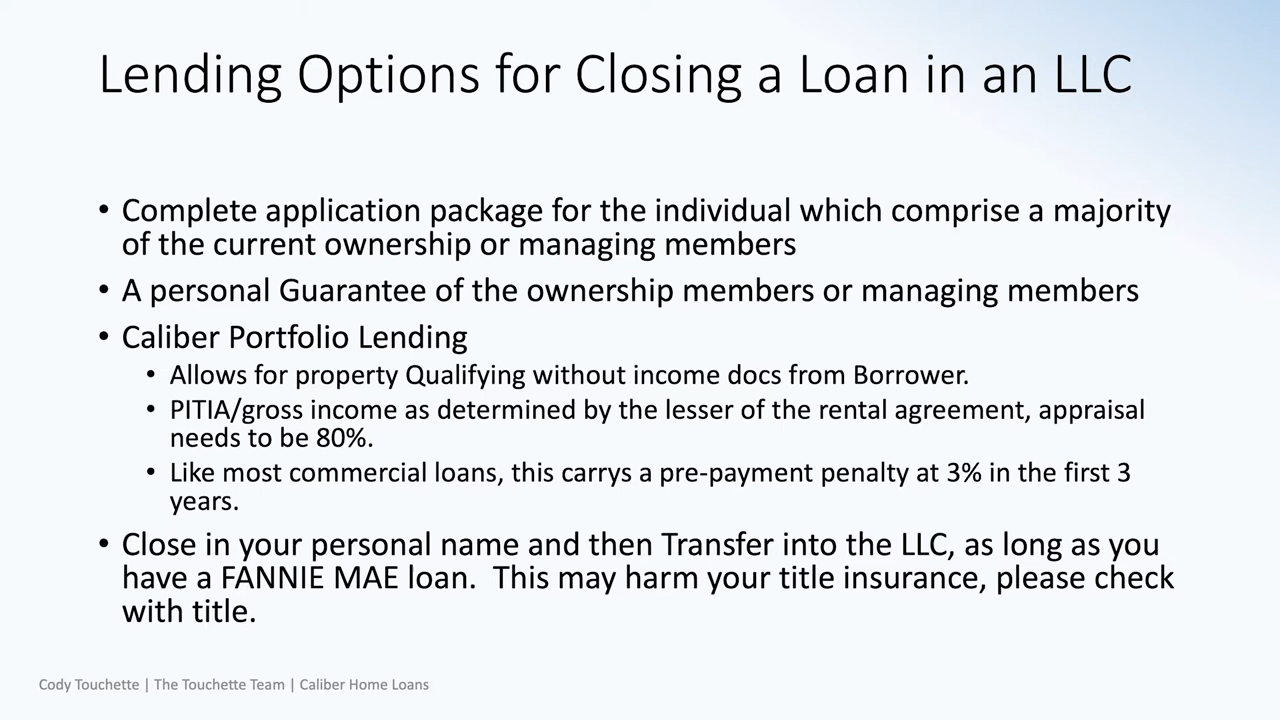 Lending Options for Closing a Loan in an LLC
• Complete application package for the individual which comprise a majority
of the current ownership or managing members
• A personal Guarantee of the ownership members or managing members
• Caliber Portfolio Lending
• Allows for property Qualifying without income docs from Borrower.
• PITIA/gross income as determined by the lesser of the rental agreement, appraisal
needs to be 80%.
• Like most commercial loans, this carrys a pre-payment penalty at 3% in the first 3
years.
• Close in your personal name and then Transfer into the LLC, as long as you
have a FANNIE MAE loan.  This may harm your title insurance, please check
with title.
Cody Touchette | The Touchette Team | Caliber Home Loans